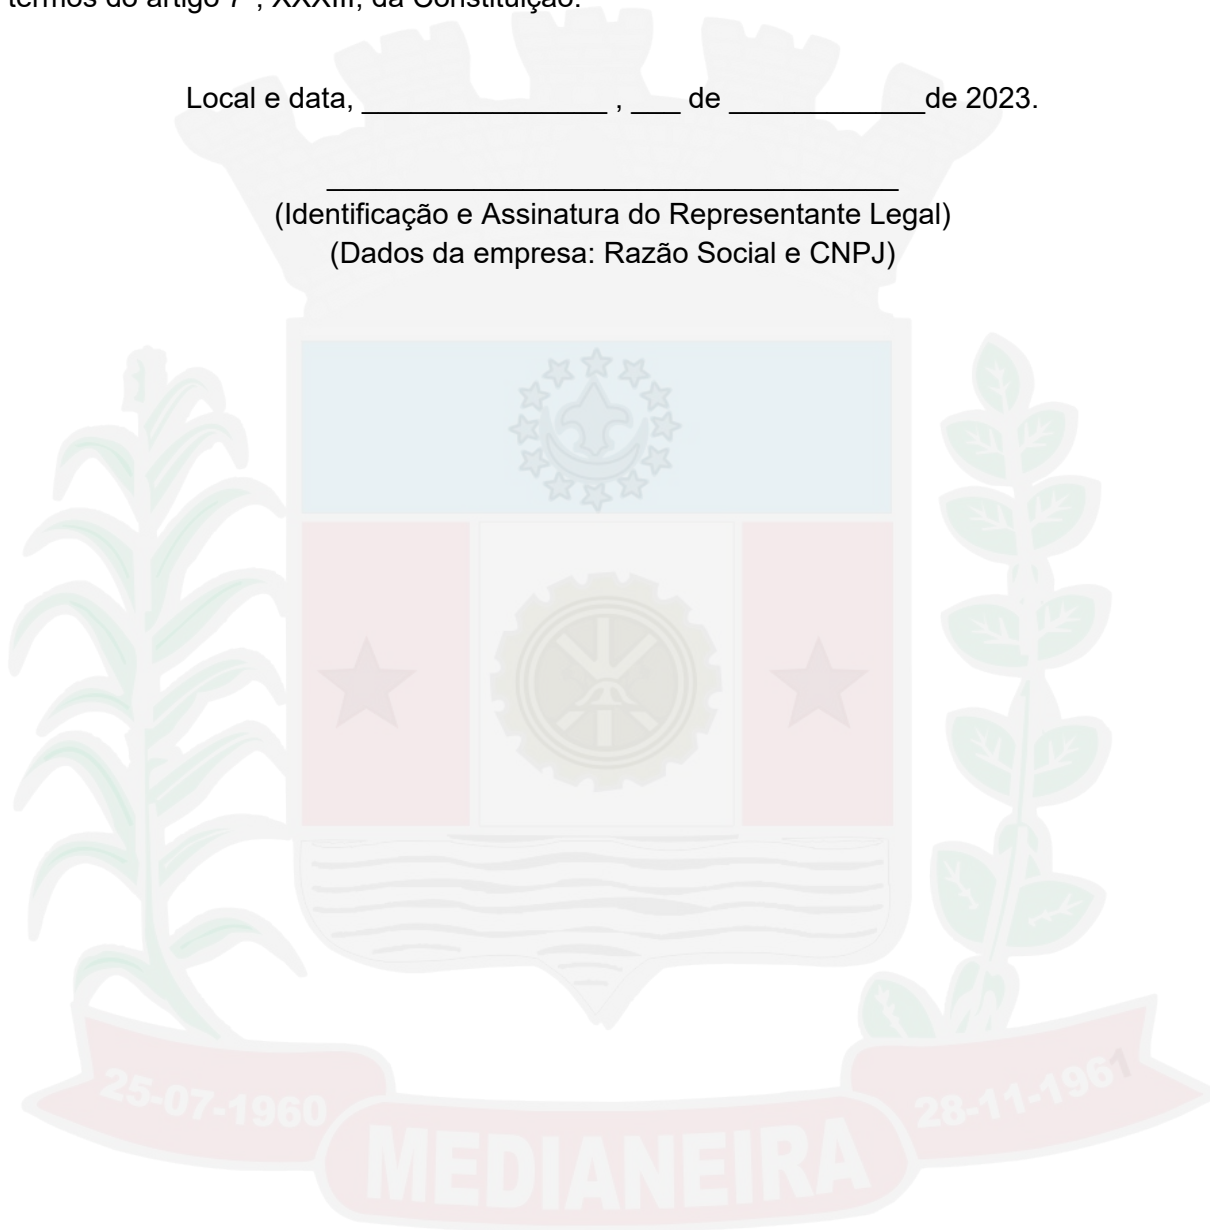 termos do artigo 7°, XXXIII, da Constituição.
Local e data, _______________ , ___ de ____________de 2023.
___________________________________
(Identificação e Assinatura do Representante Legal)
(Dados da empresa: Razão Social e CNPJ)
25-07-1960
28-11-1961
MEDIANEIRA